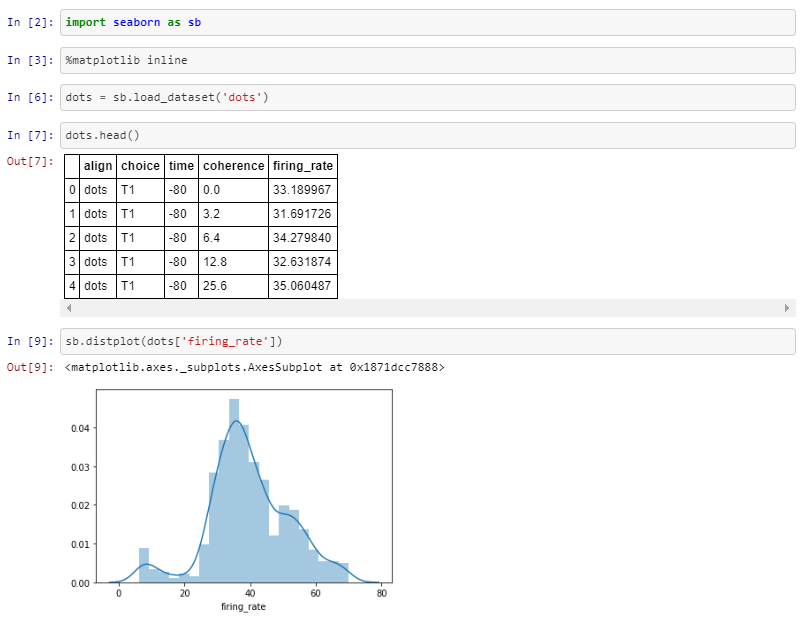 In [2]: import seaborn as sb
In [3]: %matplotlib inline
In [6]: dots = sb.load_dataset('dots')
In [7]: dots.head()
Out[7]:
align choice time coherence firing_rate
0 dots T1 -80 0.0 33.189967
1 dots T1 -80 3.2 31.691726
2 dots T1 -80 6.4 34.279840
3 dots T1 -80 12.8 32.631874
4 dots T1 -80 25.6 35.060487
In [9]: sb.distplot(dots['firing_rate'])
Out[9]: <matplotlib.axes._subplots.AxesSubplot at 0x1871dcc7888>
0.04
0.03
0.02
0.01
0.00
0 20 40 60 80
firing_rate